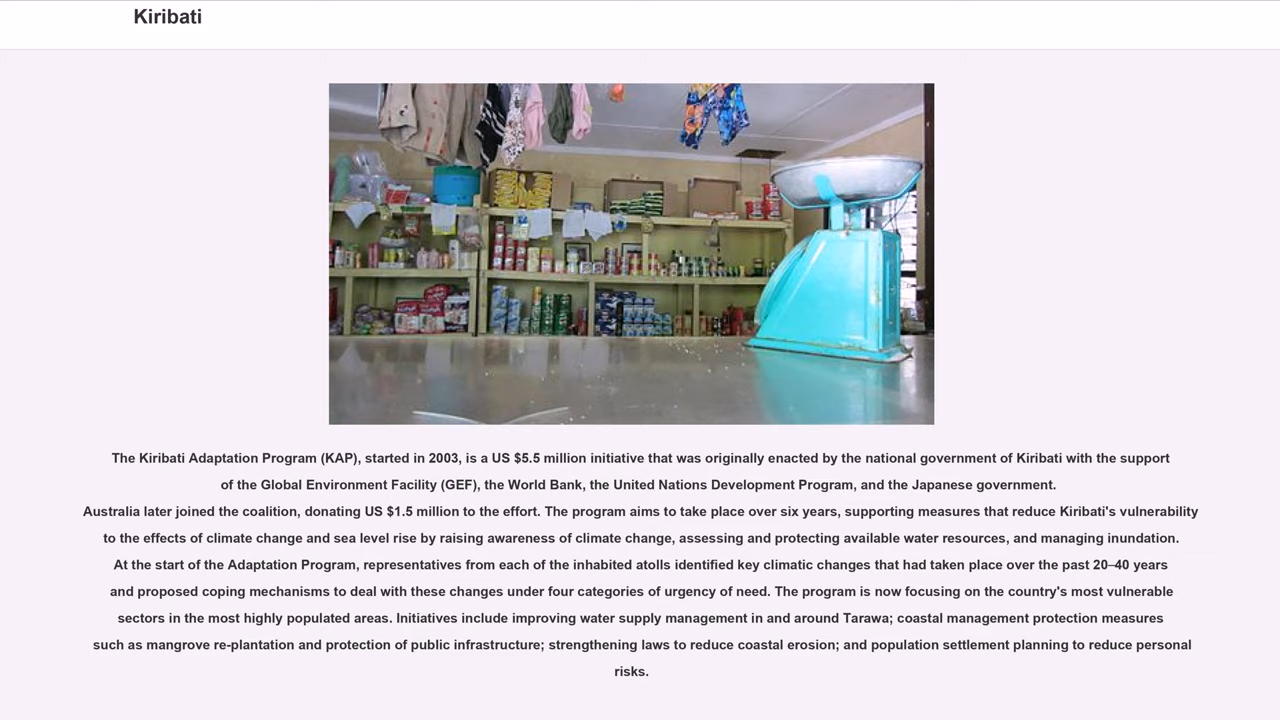 Kiribati
The Kiribati Adaptation Program (KAP), started in 2003, is a US $5.5 million initiative that was originally enacted by the national government of Kiribati with the support
of the Global Environment Facility (GEF), the World Bank, the United Nations Development Program, and the Japanese government.
Australia later joined the coalition, donating US $1.5 million to the effort. The program aims to take place over six years, supporting measures that reduce Kiribati's vulnerability
to the effects of climate change and sea level rise by raising awareness of climate change, assessing and protecting available water resources, and managing inundation.
At the start of the Adaptation Program, representatives from each of the inhabited atolls identified key climatic changes that had taken place over the past 20–40 years
and proposed coping mechanisms to deal with these changes under four categories of urgency of need. The program is now focusing on the country's most vulnerable
sectors in the most highly populated areas. Initiatives include improving water supply management in and around Tarawa; coastal management protection measures
such as mangrove re-plantation and protection of public infrastructure; strengthening laws to reduce coastal erosion; and population settlement planning to reduce personal
risks.